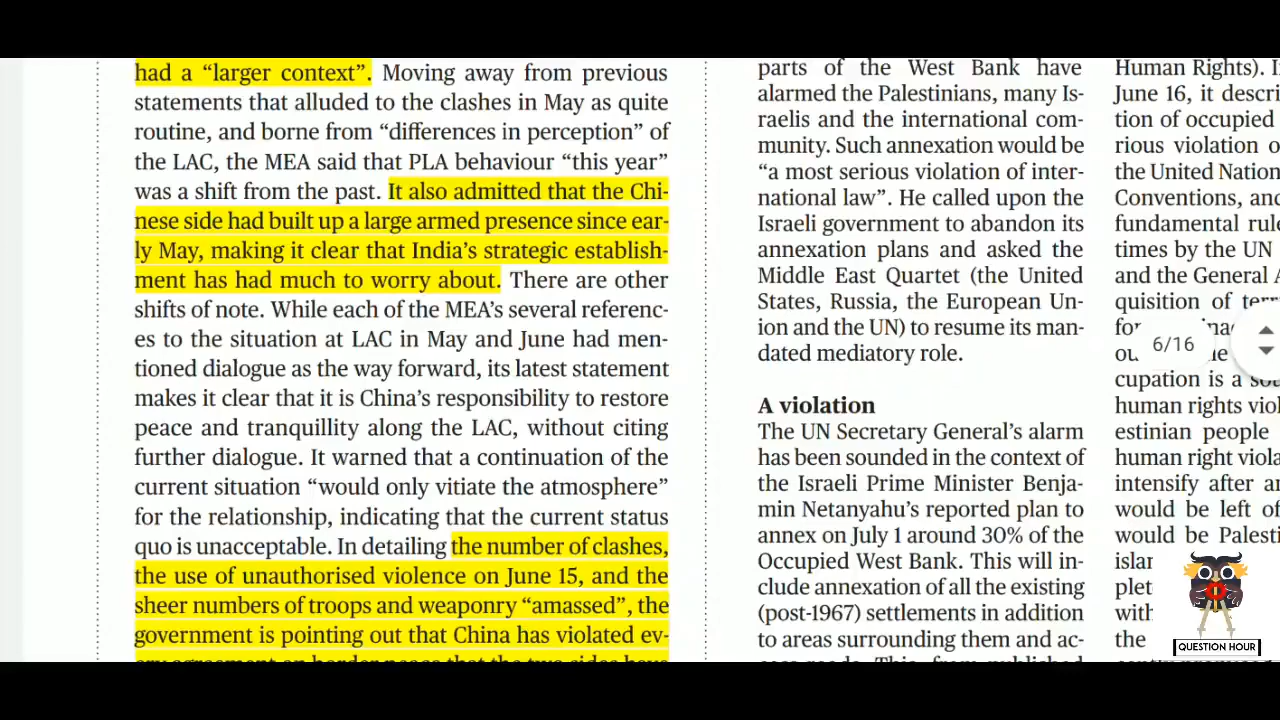 had a “larger context”. Moving away from previous
statements that alluded to the clashes in May as quite
routine, and borne from “differences in perception” of
the LAC, the MEA said that PLA behaviour “this year”
was a shift from the past. It also admitted that the Chi-
nese side had built up a large armed presence since ear-
ly May, making it clear that India’s strategic establish-
ment has had much to worry about. There are other
shifts of note. While each of the MEA’s several referenc-
es to the situation at LAC in May and June had men-
tioned dialogue as the way forward, its latest statement
makes it clear that it is China’s responsibility to restore
peace and tranquillity along the LAC, without citing
further dialogue. It warned that a continuation of the
current situation “would only vitiate the atmosphere”
for the relationship, indicating that the current status
quo is unacceptable. In detailing the number of clashes,
the use of unauthorised violence on June 15, and the
sheer numbers of troops and weaponry “amassed”, the
government is pointing out that China has violated ev-
ery agreement on border peace that the two sides have
parts of the West Bank have
alarmed the Palestinians, many Is-
raelis and the international com-
munity. Such annexation would be
“a most serious violation of inter-
national law”. He called upon the
Israeli government to abandon its
annexation plans and asked the
Middle East Quartet (the United
States, Russia, the European Un-
ion and the UN) to resume its man-
dated mediatory role.
A violation
The UN Secretary General’s alarm
has been sounded in the context of
the Israeli Prime Minister Benja-
min Netanyahu’s reported plan to
annex on July 1 around 30% of the
Occupied West Bank. This will in-
clude annexation of all the existing
(post-1967) settlements in addition
to areas surrounding them and ac-
Human Rights).
June 16, it descri
tion of occupied
rious violation o
the United Nation
Conventions, and
fundamental rule
times by the UN
and the General A
quisition of
cupation is a
human rights viol
estinian people
human right viola
intensify after an
would be left of
would be Palesti
islan
plet
with
the
6/16
QUESTION HOUR